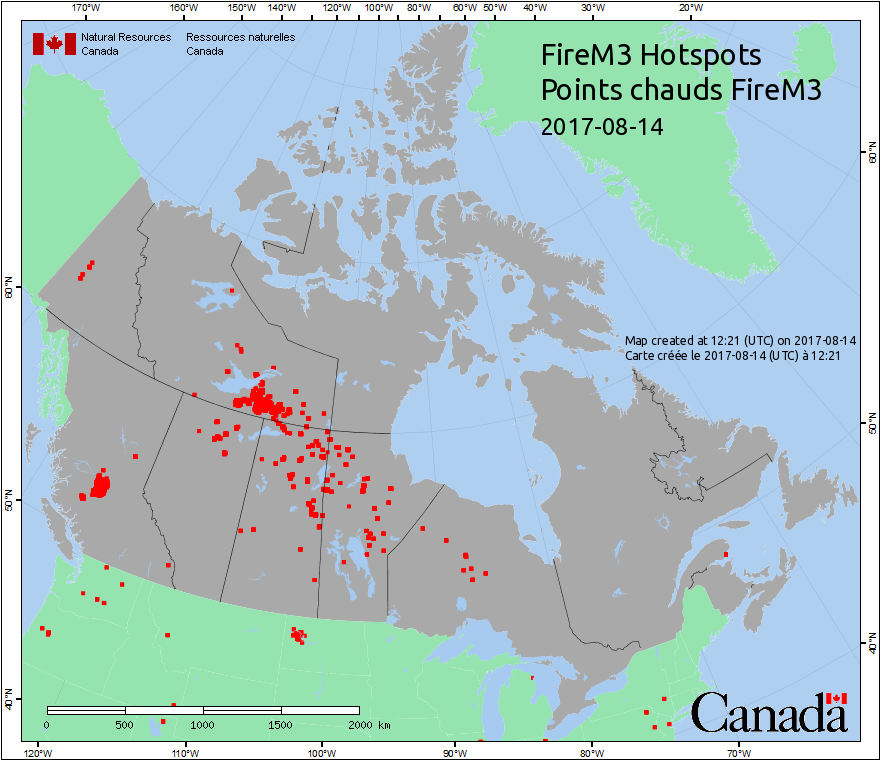 170°W 160°W 150°W 140°W 130°W 120°W 110°W 100°W 90°W 80°W 60°W 50°W 40°W 30°W 20°W
Natural Resources Ressources naturelles
Canada Canada
FireM3 Hotspots
Points chauds FireM3
2017-08-14
60°N
60°N
Map created at 12:21 (UTC) on 2017-08-14
Carte créée le 2017-08-14 (UTC) à 12:21
50°N
50°N
40°N
40°N
Canada
0 500 1000 1500 2000 km
120°W 110°W 100°W 90°W 80°W 70°W